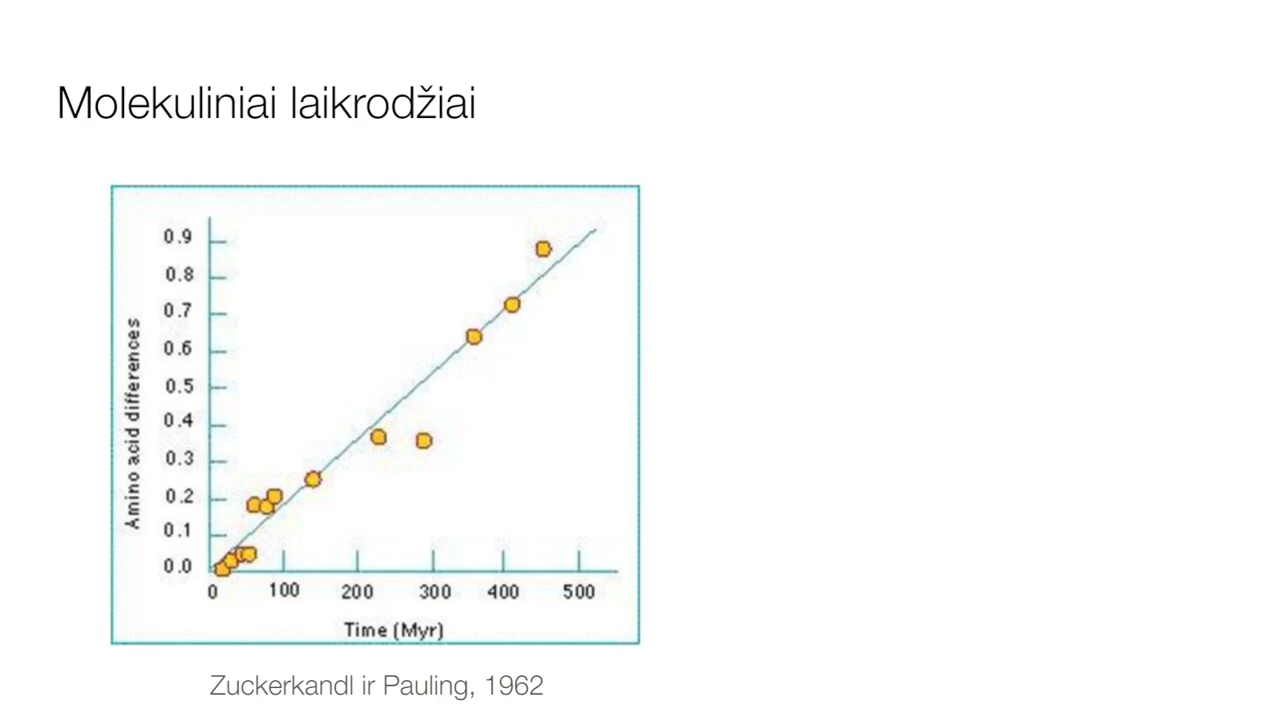 Molekuliniai laikrodžiai
0.9
0.8
0.7
0.6
0.5
0.4
0.3
0.2
0.1
0.0
Amino acid differences
0 100 200 300 400 500
Time (Myr)
Zuckerkandl ir Pauling, 1962